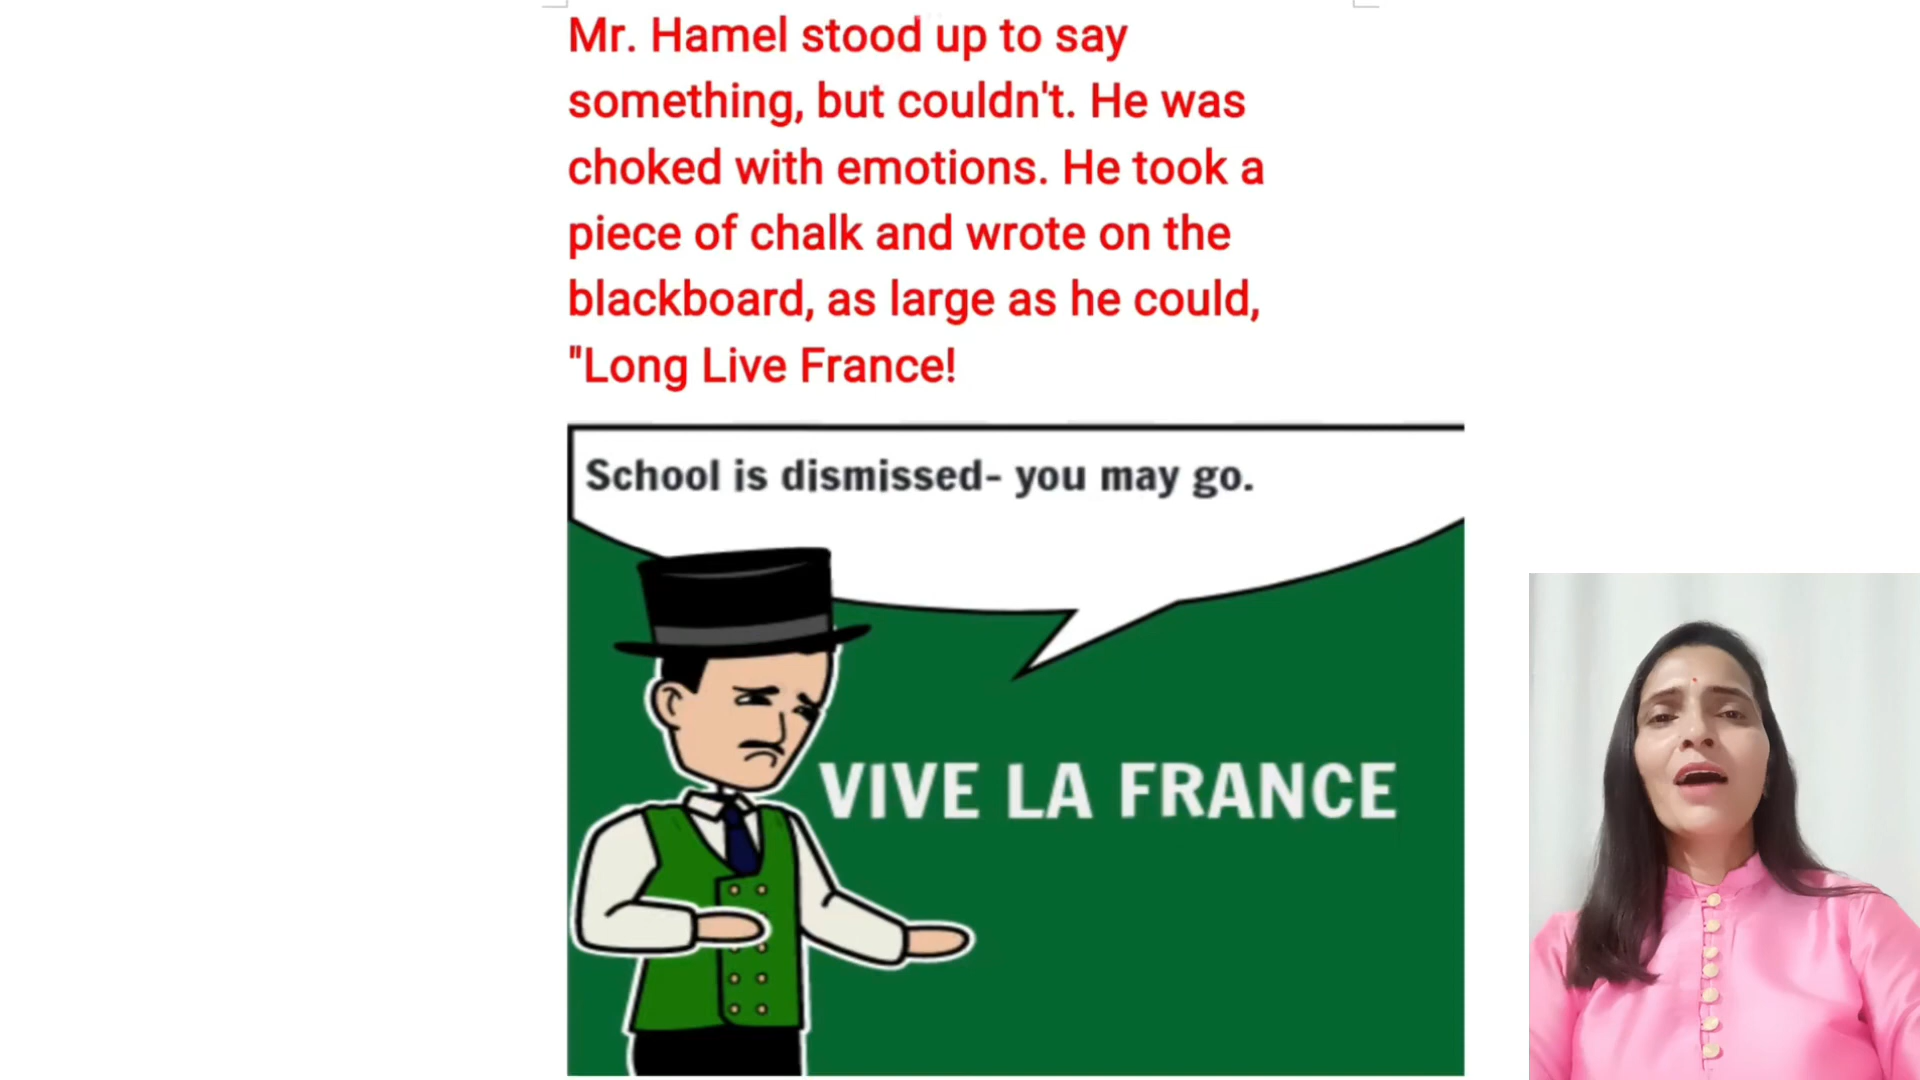 Mr. Hamel stood up to say
something, but couldn't. He was
choked with emotions. He took a
piece of chalk and wrote on the
blackboard, as large as he could,
"Long Live France!
School is dismissed- you may go.
VIVE LA FRANCE